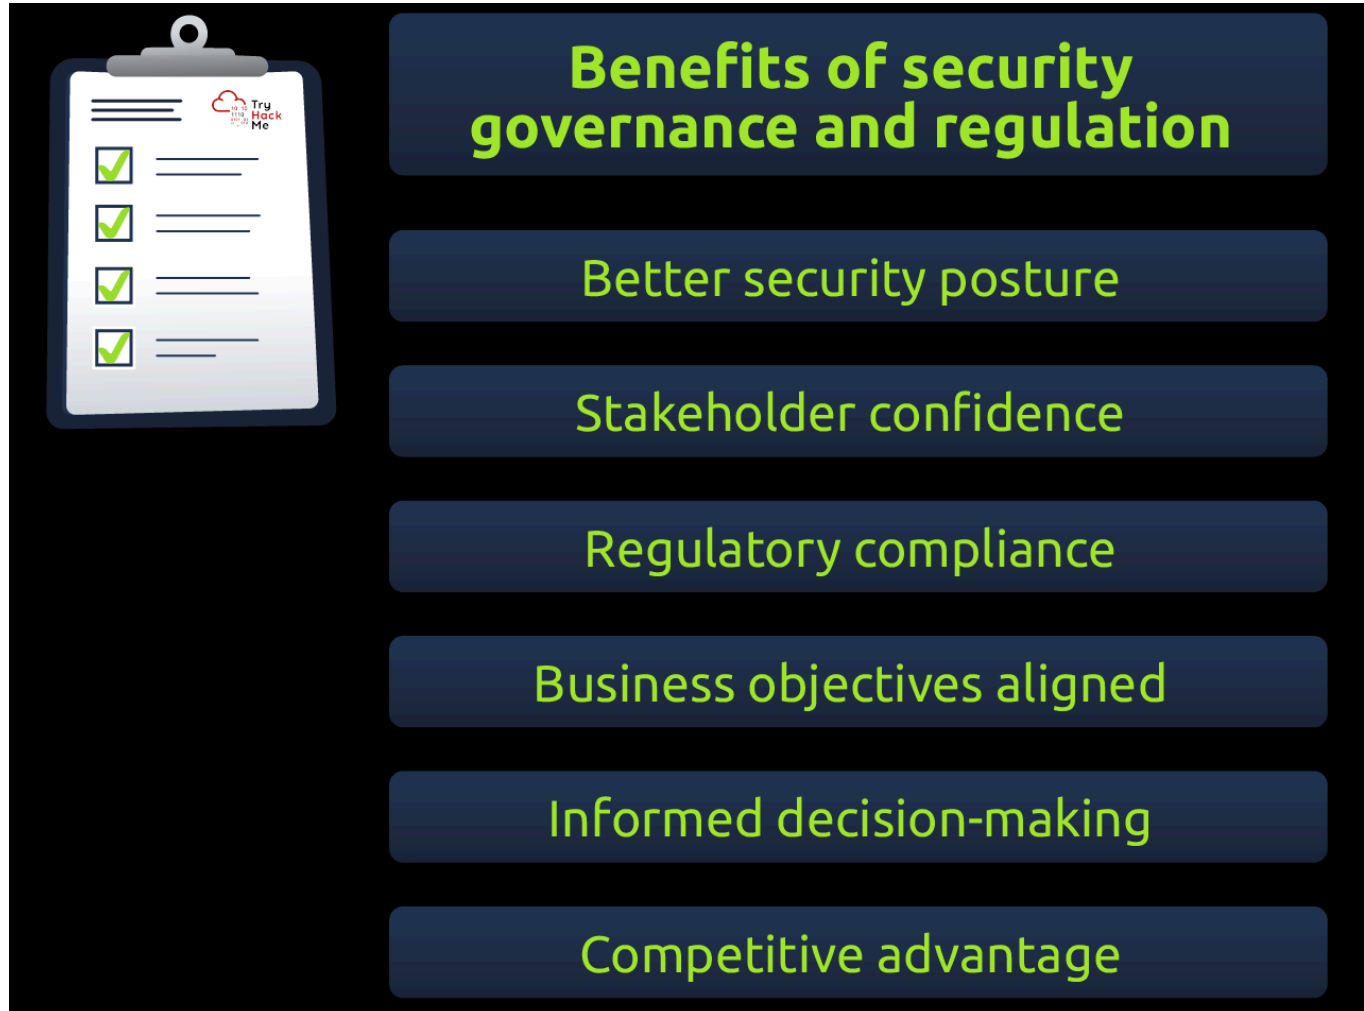 Try
Hack
Me
Benefits of security
governance and regulation
Better security posture
Stakeholder confidence
Regulatory compliance
Business objectives aligned
Informed decision-making
Competitive advantage